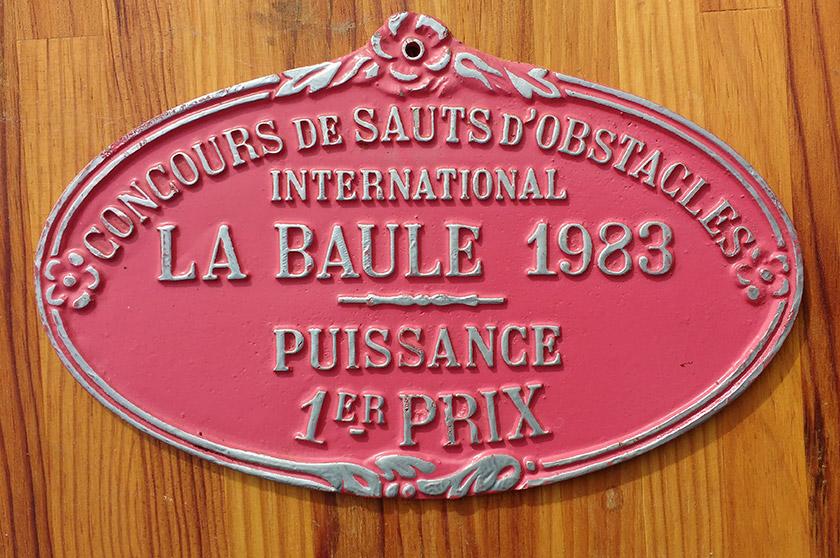 CONCOURS DE SAUTS D'OBSTACLES
INTERNATIONAL
LA BAULE 1983
PUISSANCE
1ER PRIX